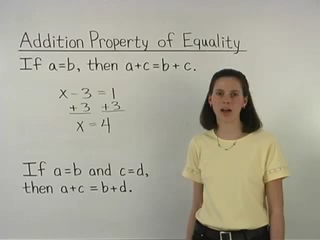 Addition Property of Equality
If a=b, then a+c=b+c.
x-3=1
+3 +3
x=4
If a=b and c=d,
then a+c=b+d.